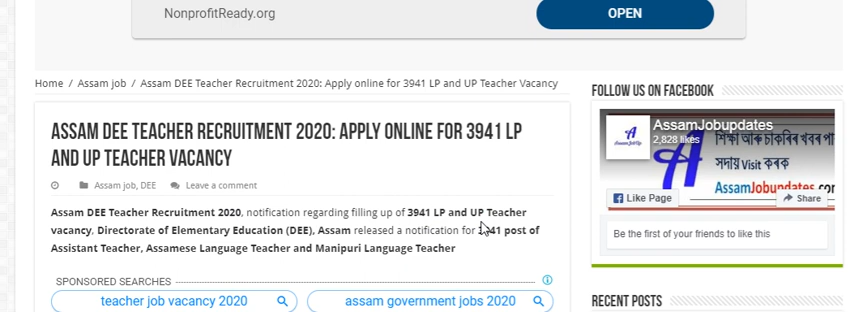 NonprofitReady.org
OPEN
Home / Assam job / Assam DEE Teacher Recruitment 2020: Apply online for 3941 LP and UP Teacher Vacancy
ASSAM DEE TEACHER RECRUITMENT 2020: APPLY ONLINE FOR 3941 LP
AND UP TEACHER VACANCY
Assam job, DEE Leave a comment
Assam DEE Teacher Recruitment 2020, notification regarding filling up of 3941 LP and UP Teacher
vacancy. Directorate of Elementary Education (DEE), Assam released a notification for 41 post of
Assistant Teacher, Assamese Language Teacher and Manipuri Language Teacher
SPONSORED SEARCHES
teacher job vacancy 2020
assam government jobs 2020
FOLLOW US ON FACEBOOK
AssamJobupdates
2,828 likes
শিক্ষা আৰু চাকৰিৰ খবৰ
সদায় Visit কৰক
AssamJobupdates.com
Like Page
Share
Be the first of your friends to like this
RECENT POSTS